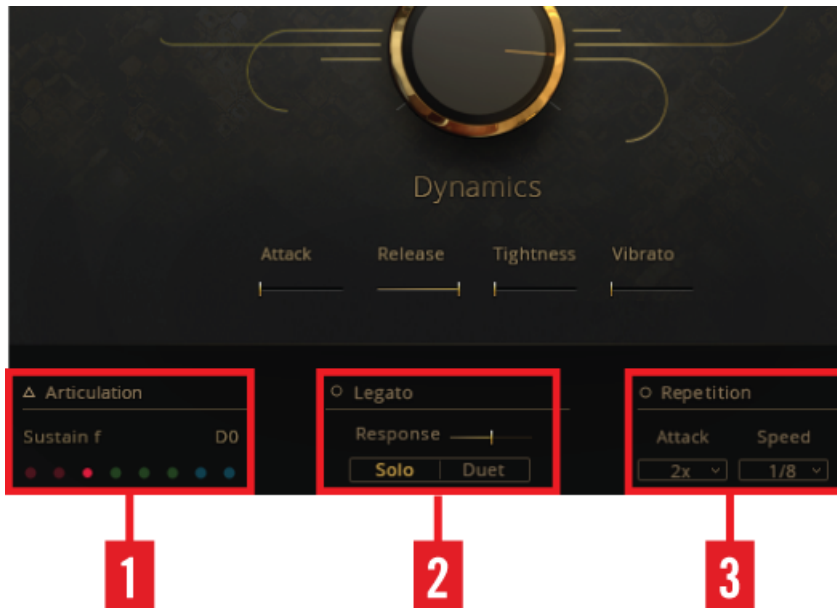 Dynamics
Attack Release Tightness Vibrato
Articulation
Sustain f D0
Legato
Response
Solo Duet
Repetition
Attack Speed
2x 1/8
1 2 3